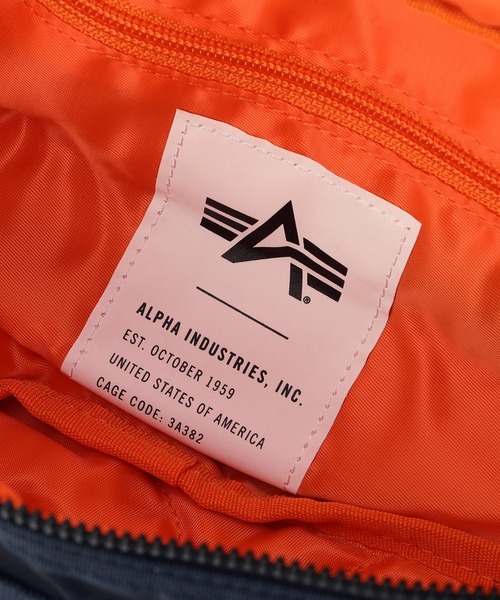 ®
ALPHA INDUSTRIES, INC.
EST. OCTOBER 1959
UNITED STATES OF AMERICA
CAGE CODE: 3A382